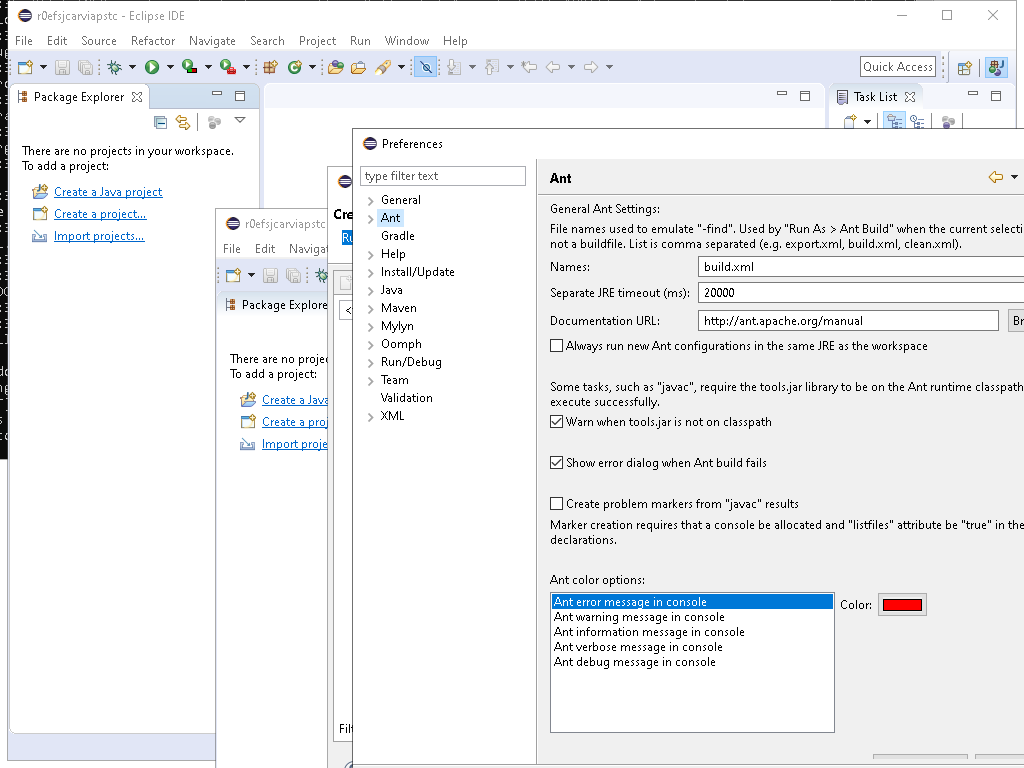 r0efsjcarviapstc - Eclipse IDE
File Edit Source Refactor Navigate Search Project Run Window Help
Quick Access
Package Explorer
Task List
There are no projects in your workspace.
To add a project:
Create a Java project
Create a project...
Import projects...
r0efsjcarviapstc
File Edit Navigat
Package Explore
There are no projec
To add a project:
Create a Java
Create a proj
Import proje
Cre
Ru
<
Filt
Preferences
type filter text
General
Ant
Gradle
Help
Install/Update
Java
Maven
Mylyn
Oomph
Run/Debug
Team
Validation
XML
Ant
General Ant Settings:
File names used to emulate "-find". Used by "Run As > Ant Build" when the current selecti
not a buildfile. List is comma separated (e.g. export.xml, build.xml, clean.xml).
Names: build.xml
Separate JRE timeout (ms): 20000
Documentation URL: http://ant.apache.org/manual Br
Always run new Ant configurations in the same JRE as the workspace
Some tasks, such as "javac", require the tools.jar library to be on the Ant runtime classpath
execute successfully.
Warn when tools.jar is not on classpath
Show error dialog when Ant build fails
Create problem markers from "javac" results
Marker creation requires that a console be allocated and "listfiles" attribute be "true" in the
declarations.
Ant color options:
Ant error message in console
Ant warning message in console
Ant information message in console
Ant verbose message in console
Ant debug message in console
Color: